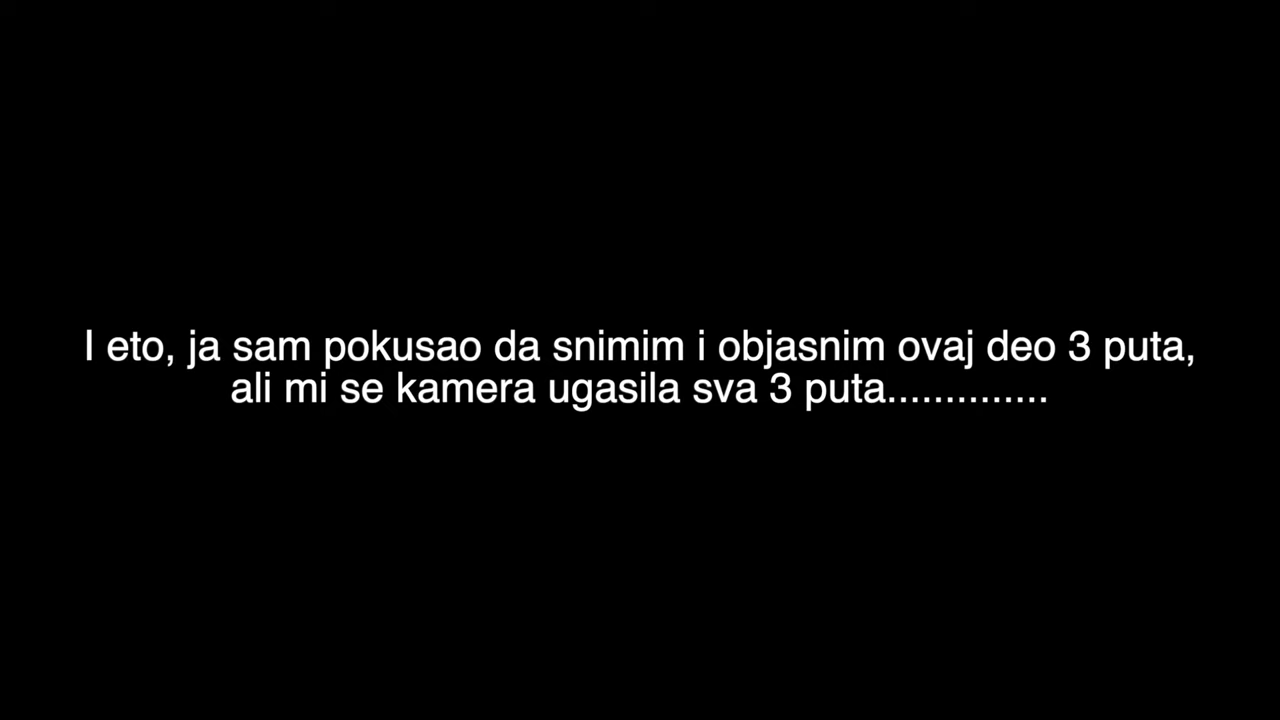 I eto, ja sam pokusao da snimim i objasnim ovaj deo 3 puta,
ali mi se kamera ugasila sva 3 puta..............